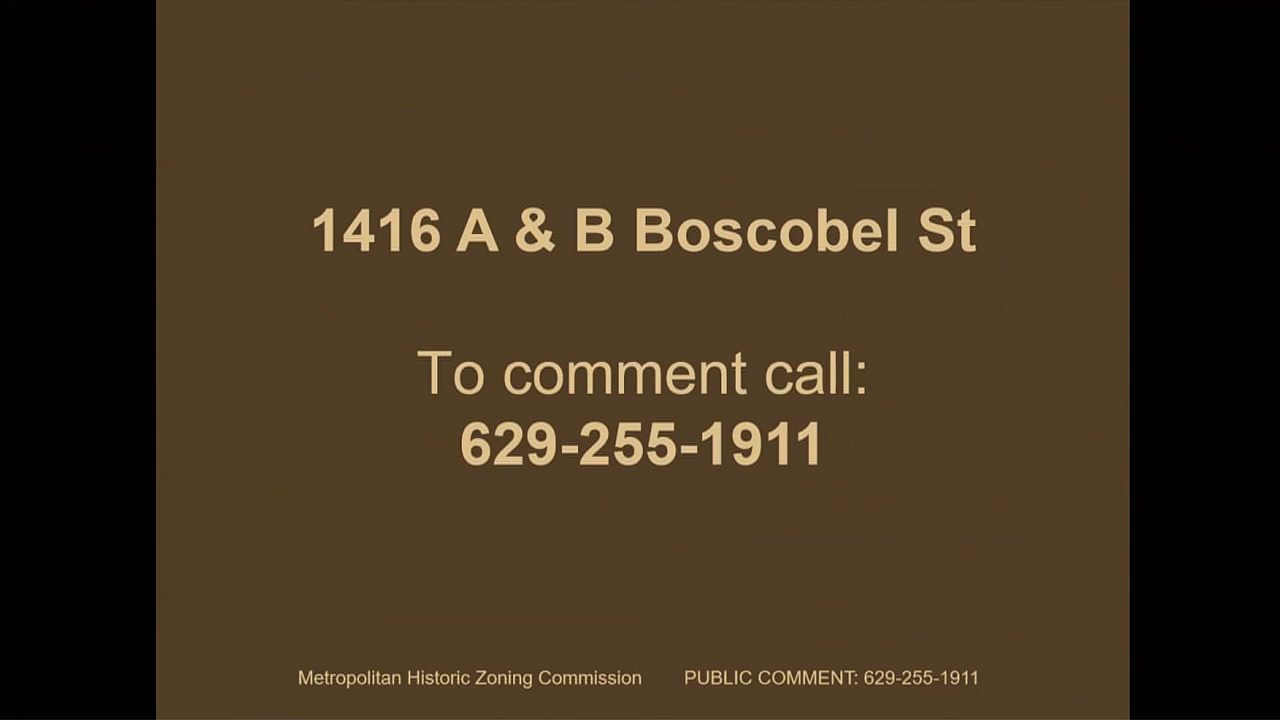 1416 A & B Boscobel St
To comment call:
629-255-1911
Metropolitan Historic Zoning Commission PUBLIC COMMENT: 629-255-1911